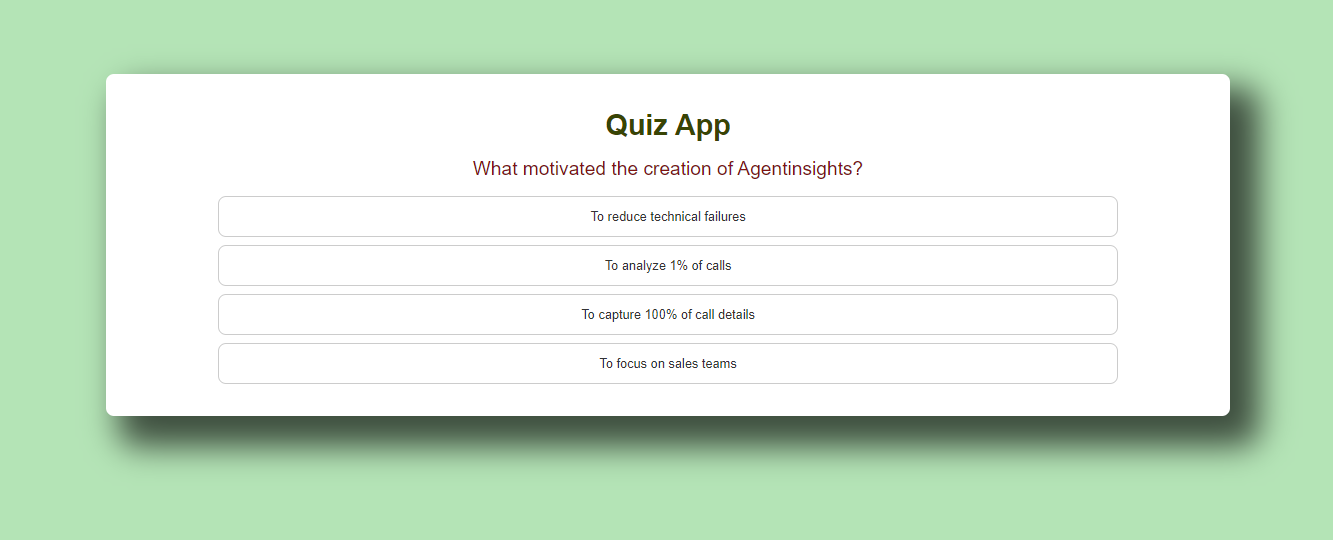 Quiz App
What motivated the creation of Agentinsights?
To reduce technical failures
To analyze 1% of calls
To capture 100% of call details
To focus on sales teams